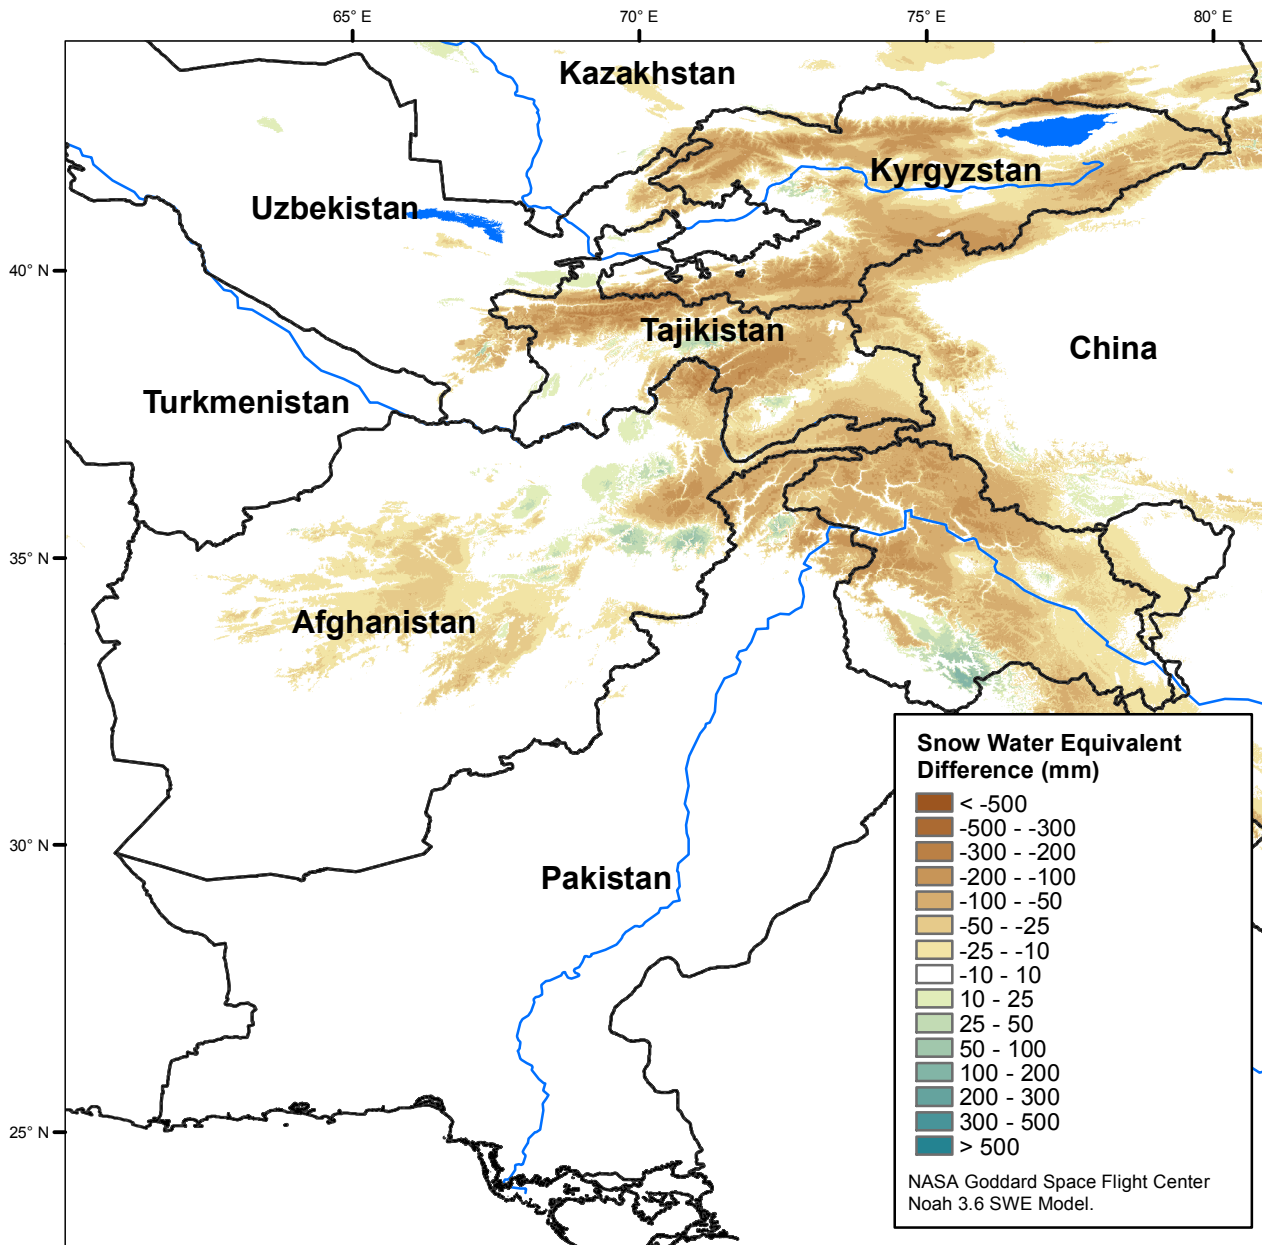 65° E
70° E
75° E
80° E
Kazakhstan
Kyrgyzstan
Uzbekistan
40° N
Tajikistan
China
Turkmenistan
35° N
Afghanistan
Snow Water Equivalent
Difference (mm)
< -500
-500 - -300
-300 - -200
-200 - -100
-100 - -50
-50 - -25
-25 - -10
-10 - 10
10 - 25
25 - 50
50 - 100
100 - 200
200 - 300
300 - 500
> 500
NASA Goddard Space Flight Center
Noah 3.6 SWE Model.
30° N
Pakistan
25° N